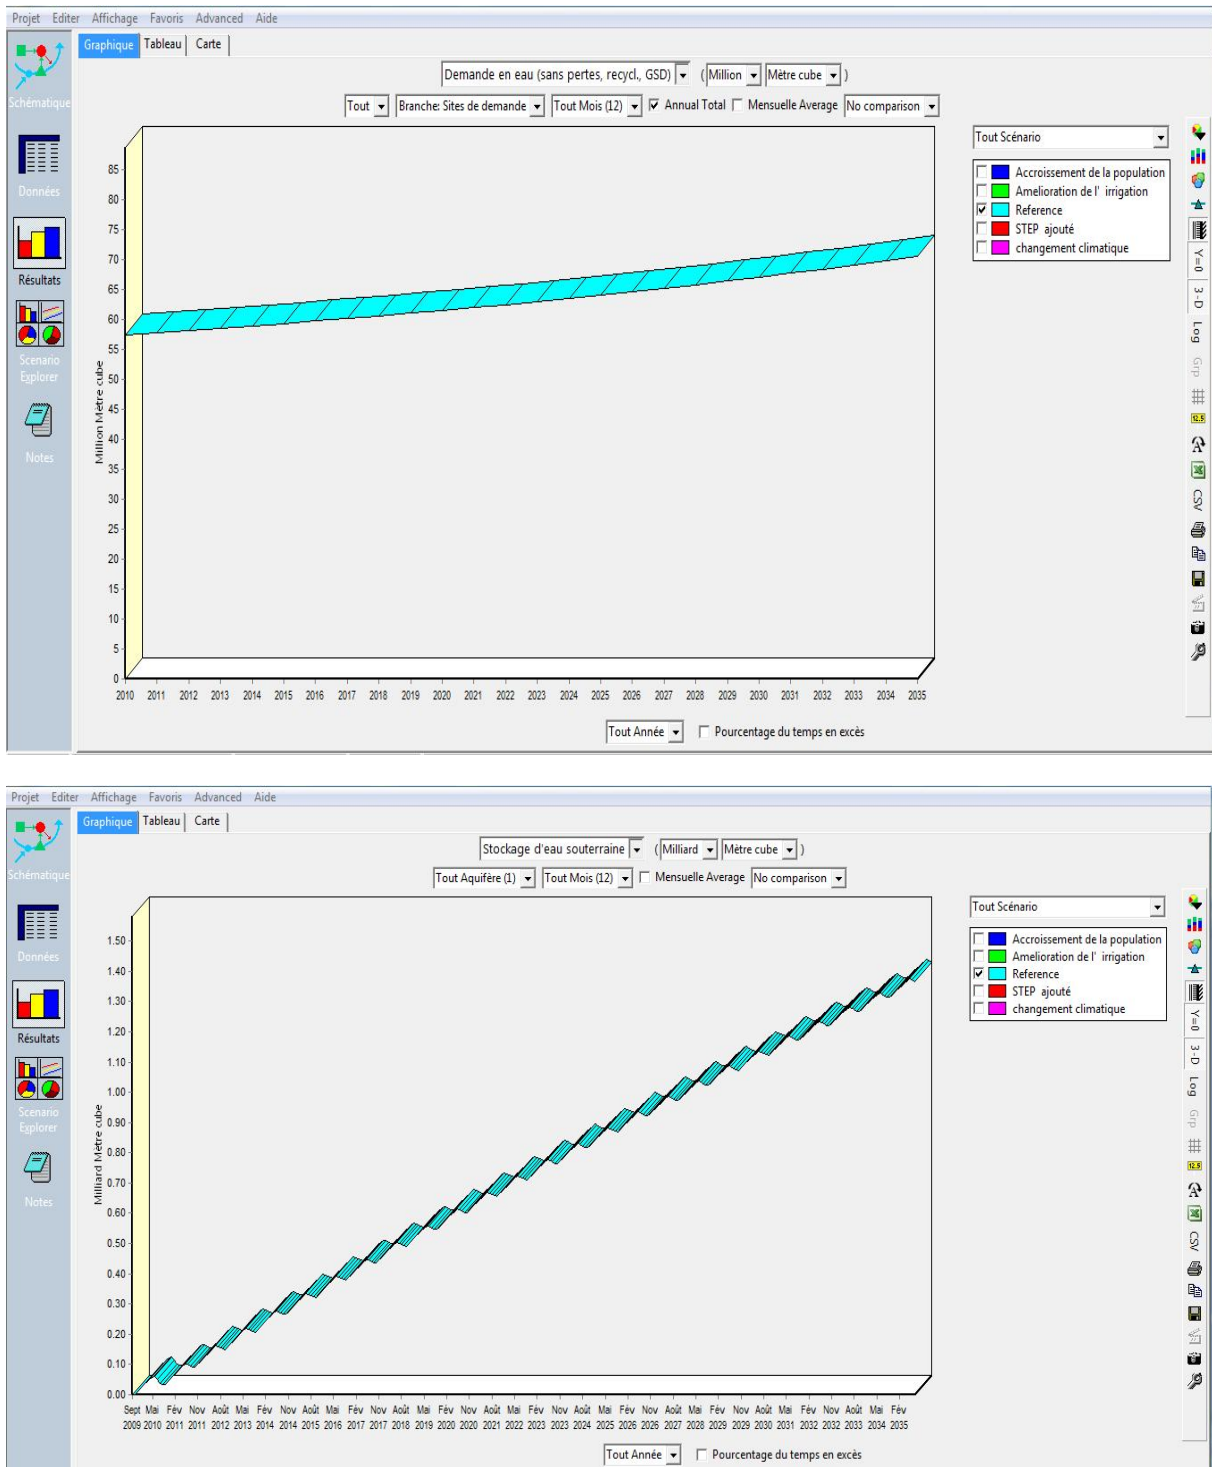 Projet Editer Affichage Favoris Advanced Aide
Graphique Tableau Carte
Demande en eau (sans pertes, recycl., GSD) ( Million Mètre cube )
Tout Branche: Sites de demande Tout Mois (12) Annual Total Mensuelle Average No comparison
Schématique
Données
Résultats
Scenario
Explorer
Notes
Tout Scénario
Accroissement de la population
Amelioration de l' irrigation
Reference
STEP ajouté
changement climatique
Y=0
3-D
Log
Grp
12.5
CSV
Million Mètre cube
85
80
75
70
65
60
55
50
45
40
35
30
25
20
15
10
5
0
2010 2011 2012 2013 2014 2015 2016 2017 2018 2019 2020 2021 2022 2023 2024 2025 2026 2027 2028 2029 2030 2031 2032 2033 2034 2035
Tout Année Pourcentage du temps en excès
Projet Editer Affichage Favoris Advanced Aide
Graphique Tableau Carte
Stockage d'eau souterraine ( Milliard Mètre cube )
Tout Aquifère (1) Tout Mois (12) Mensuelle Average No comparison
Schématique
Données
Résultats
Scenario
Explorer
Notes
Tout Scénario
Accroissement de la population
Amelioration de l' irrigation
Reference
STEP ajouté
changement climatique
Y=0
3-D
Log
Grp
12.5
CSV
Milliard Mètre cube
1.50
1.40
1.30
1.20
1.10
1.00
0.90
0.80
0.70
0.60
0.50
0.40
0.30
0.20
0.10
0.00
Sept Mai Fév Nov Août Mai Fév Nov Août Mai Fév Nov Août Mai Fév Nov Août Mai Fév Nov Août Mai Fév Nov Août Mai Fév Nov Août Mai Fév Nov Août Mai Fév
2009 2010 2011 2011 2012 2013 2014 2014 2015 2016 2017 2017 2018 2019 2020 2020 2021 2022 2023 2023 2024 2025 2026 2026 2027 2028 2029 2029 2030 2031 2032 2032 2033 2034 2035
Tout Année Pourcentage du temps en excès